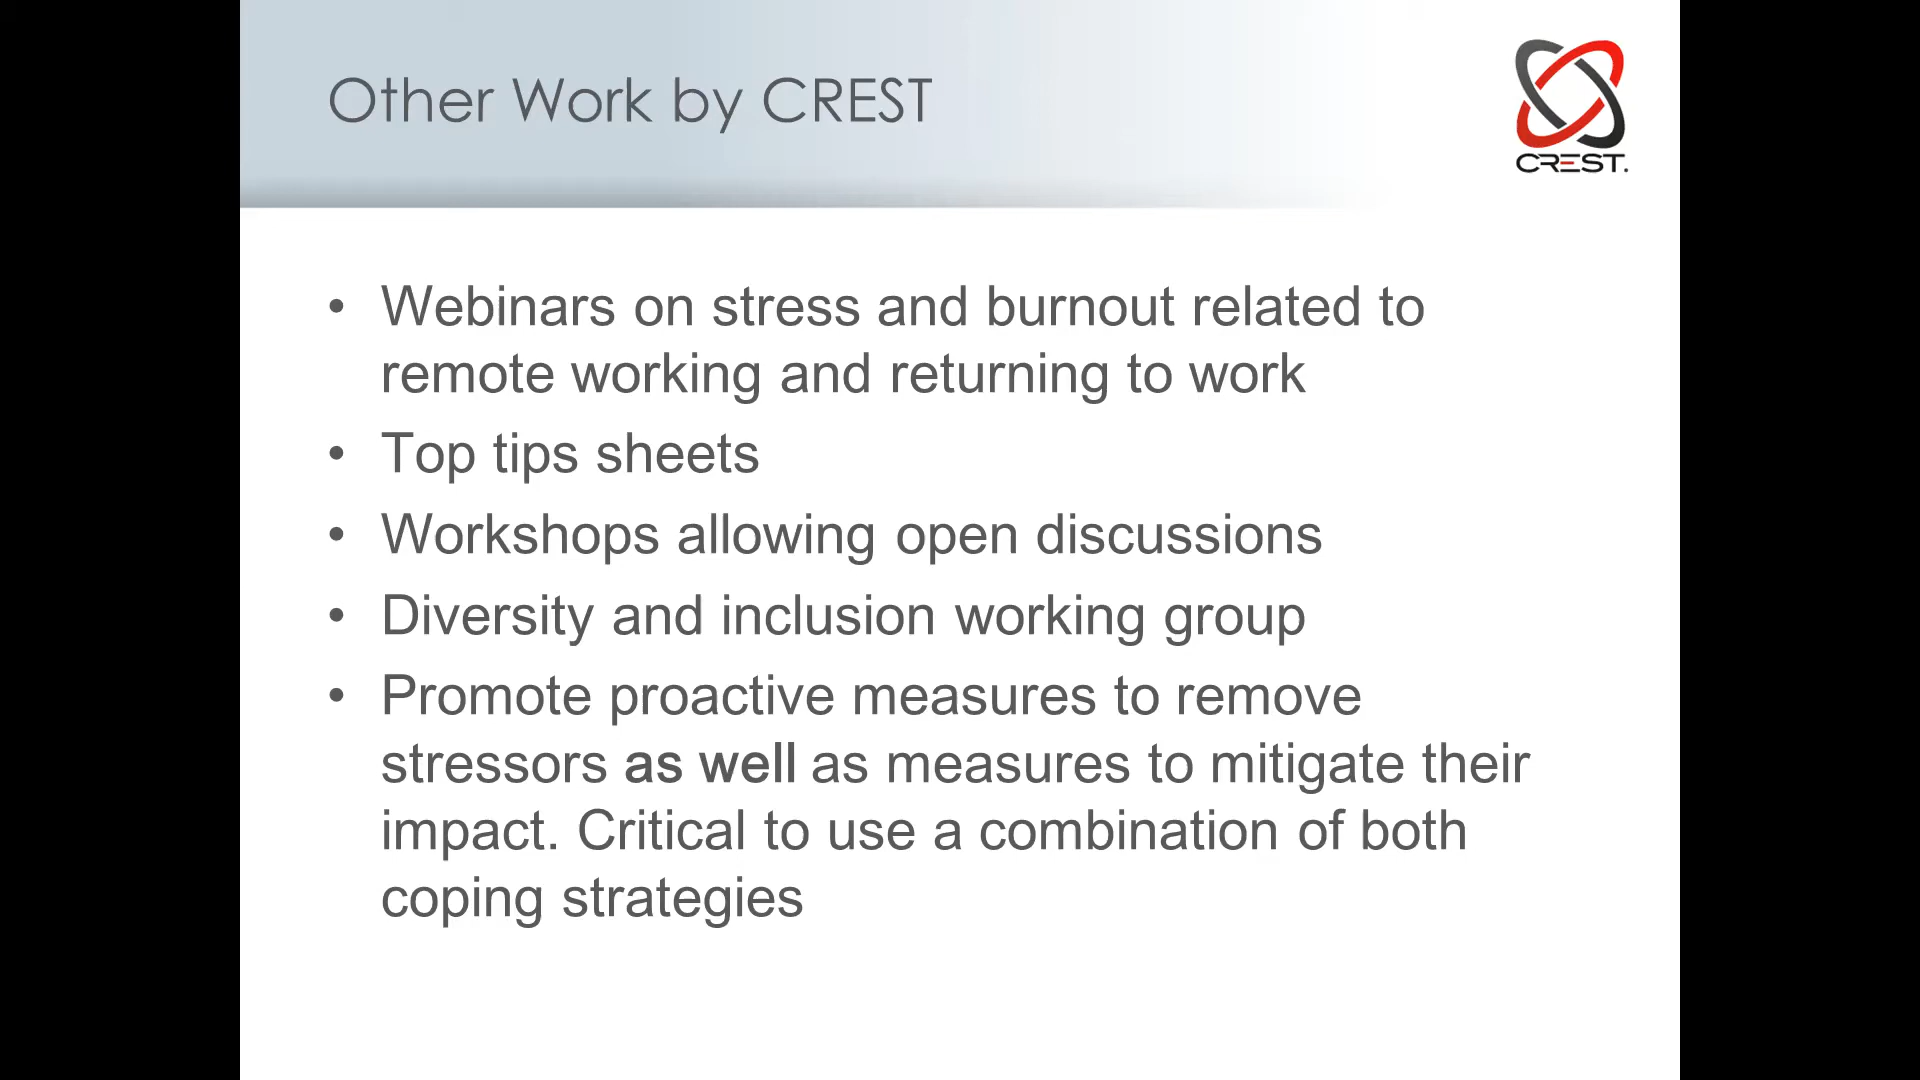 Other Work by CREST
CREST.
• Webinars on stress and burnout related to
remote working and returning to work
• Top tips sheets
• Workshops allowing open discussions
• Diversity and inclusion working group
• Promote proactive measures to remove
stressors as well as measures to mitigate their
impact. Critical to use a combination of both
coping strategies